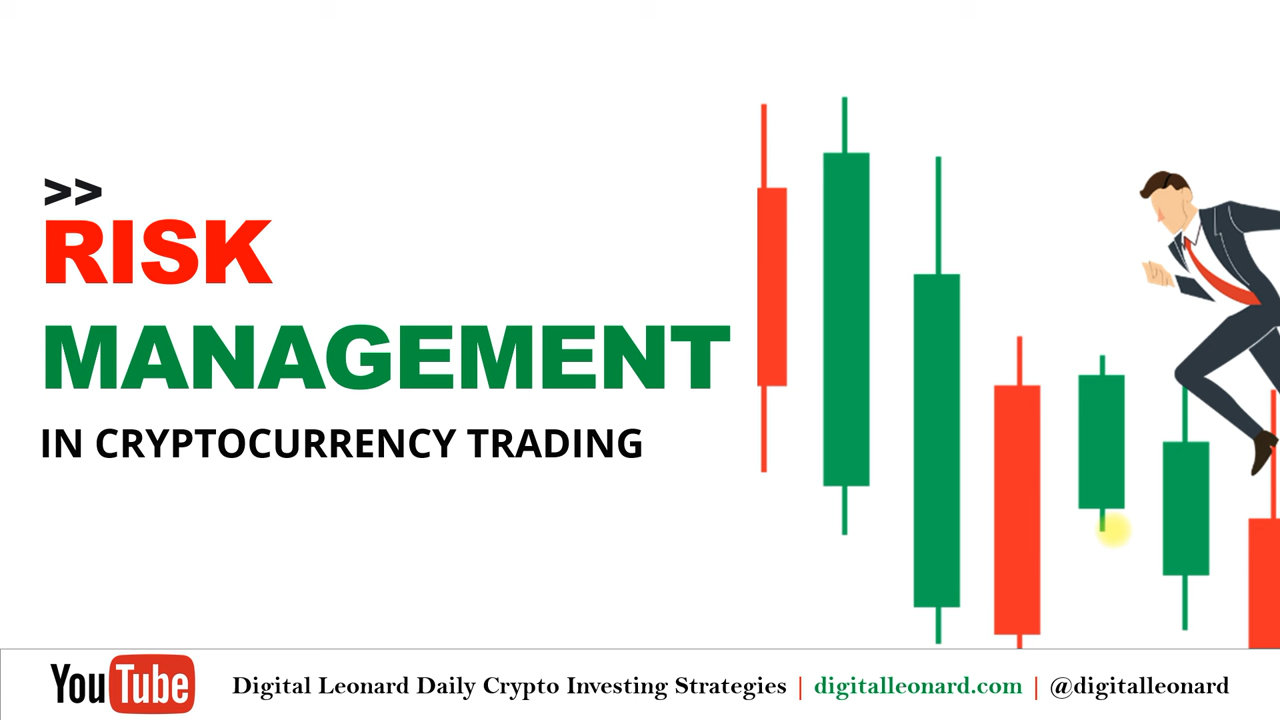 >>
RISK
MANAGEMENT
IN CRYPTOCURRENCY TRADING
YouTube Digital Leonard Daily Crypto Investing Strategies | digitalleonard.com | @digitalleonard